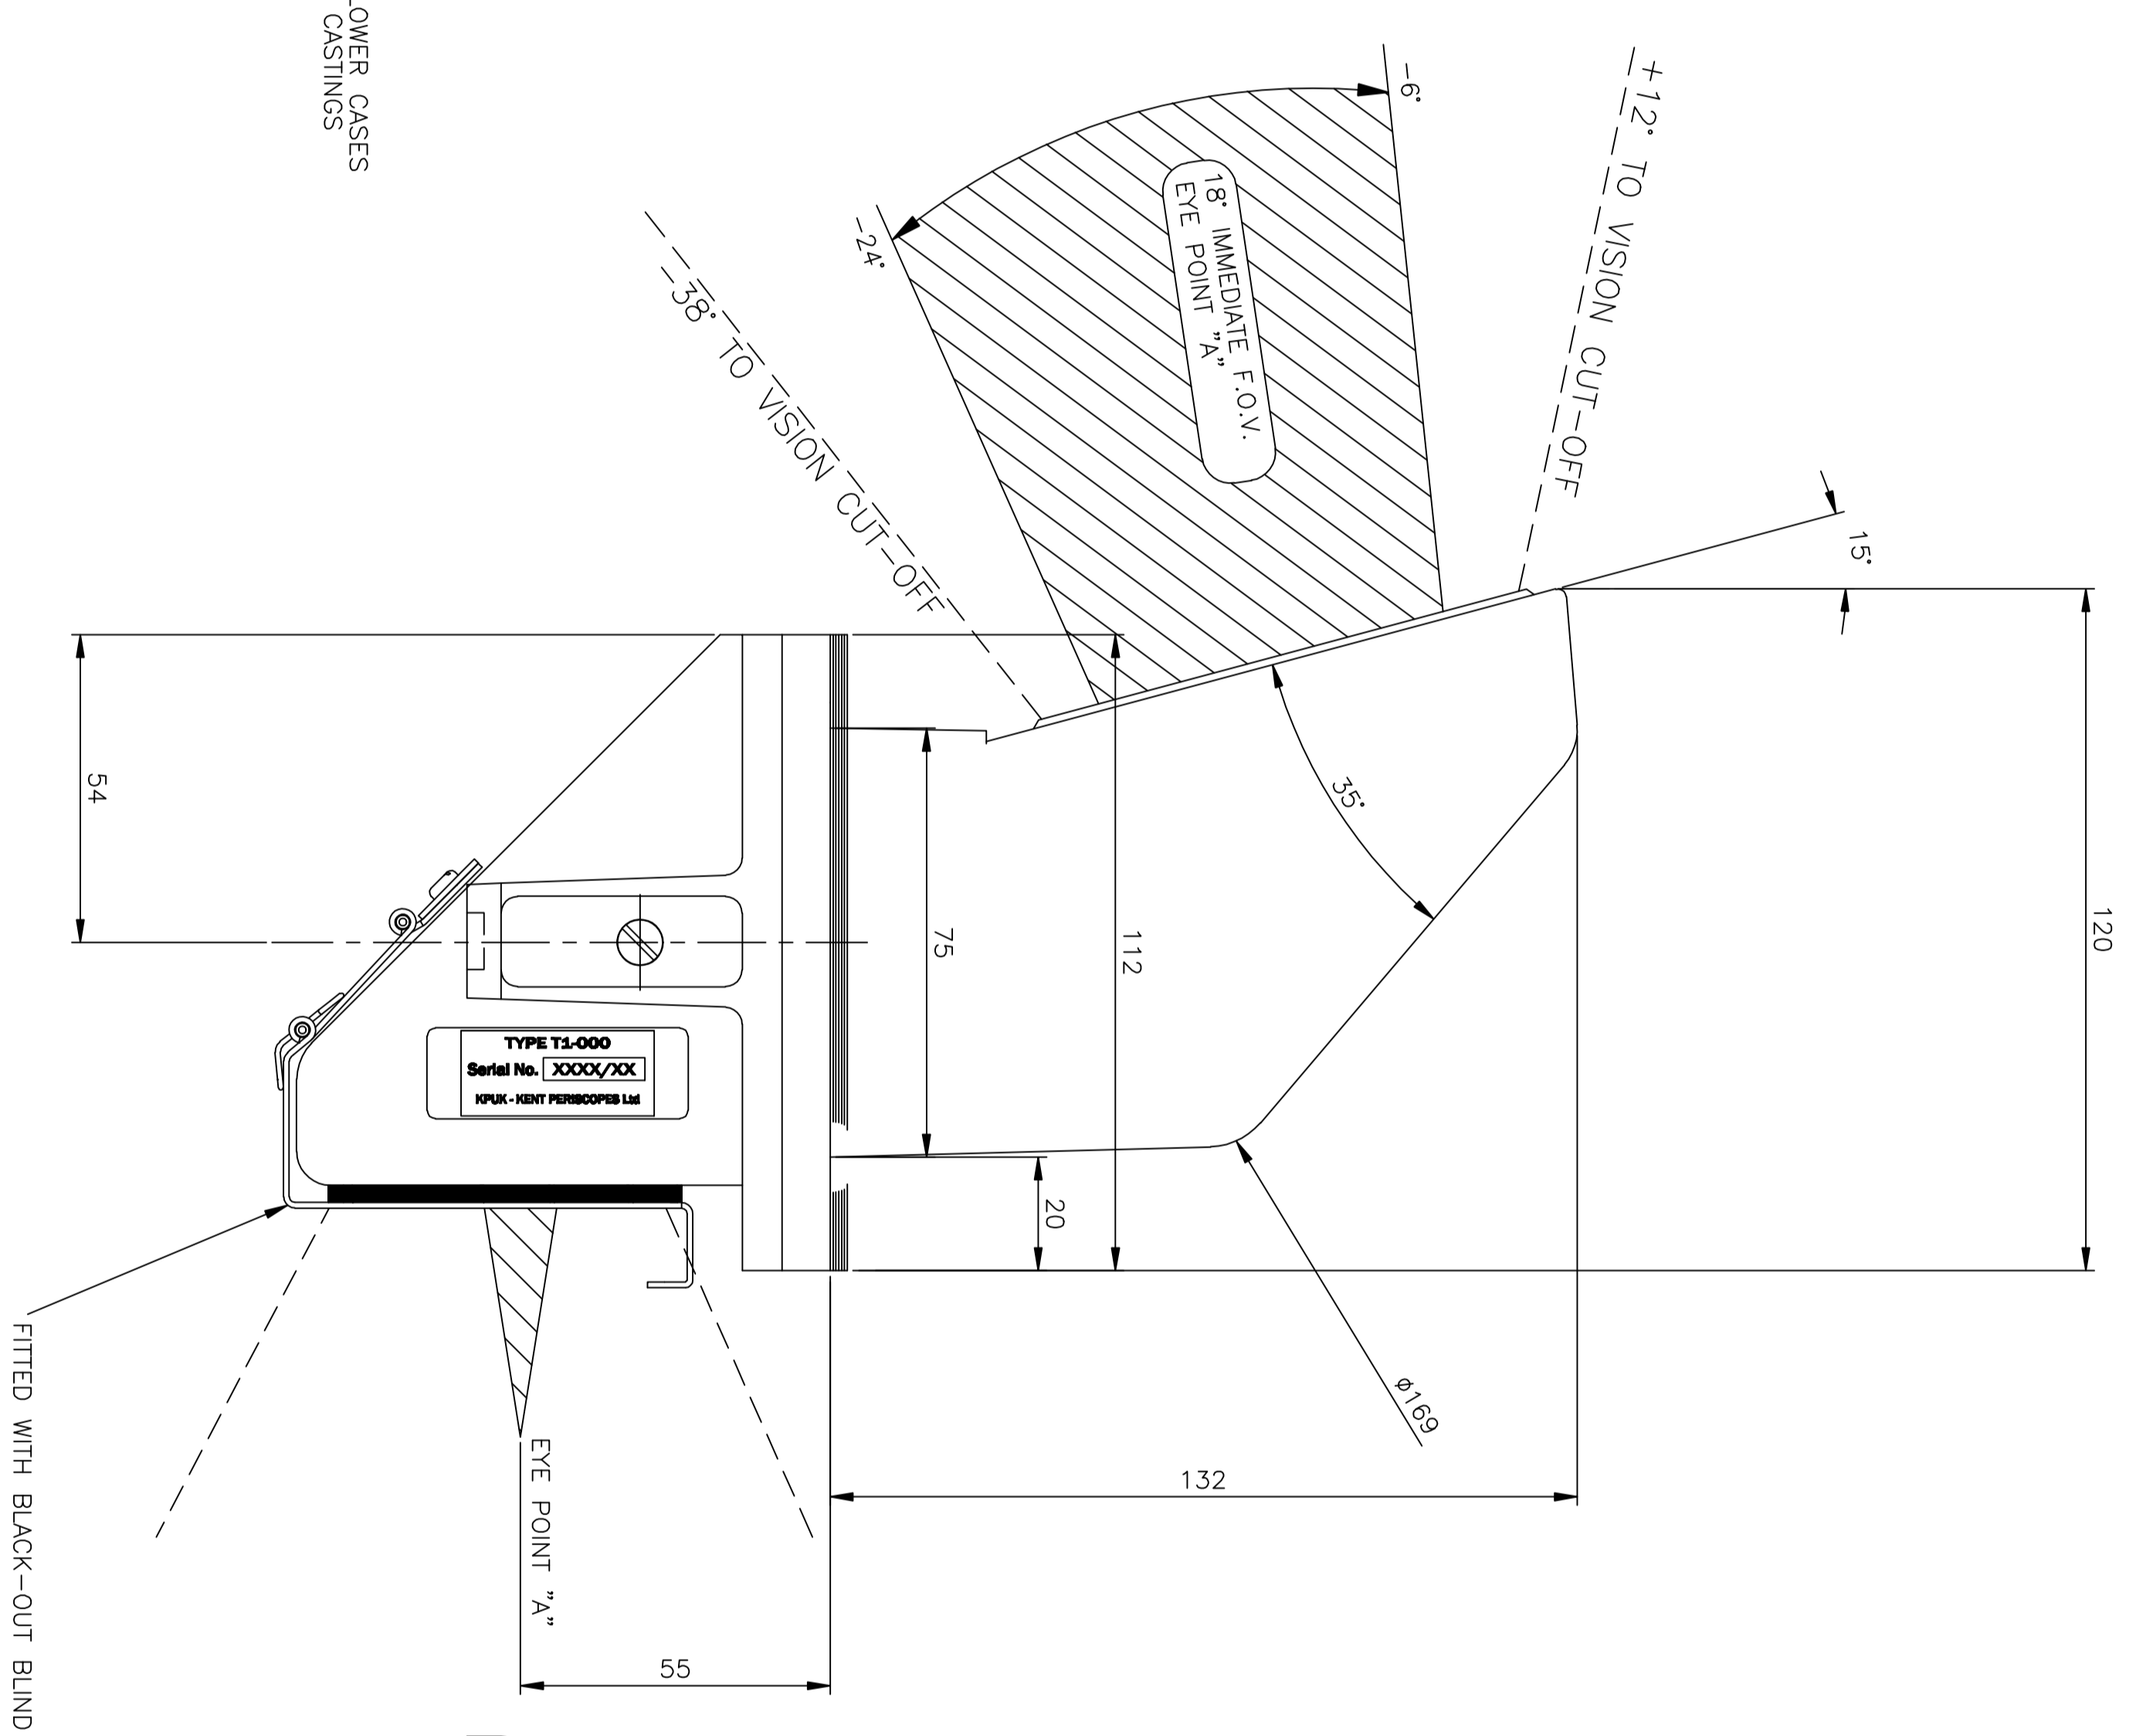 +12° TO VISION CUT-OFF
-6°
18° IMMEDIATE F.O.V.
EYE POINT "A"
-24°
-38° TO VISION CUT-OFF
15°
35°
120
112
75
20
54
Ø169
132
55
TYPE T1-000
Serial No. XXXX/XX
KPUK - KENT PERISCOPES Ltd
EYE POINT "A"
FITTED WITH BLACK-OUT BLIND
LOWER CASES
CASTINGS